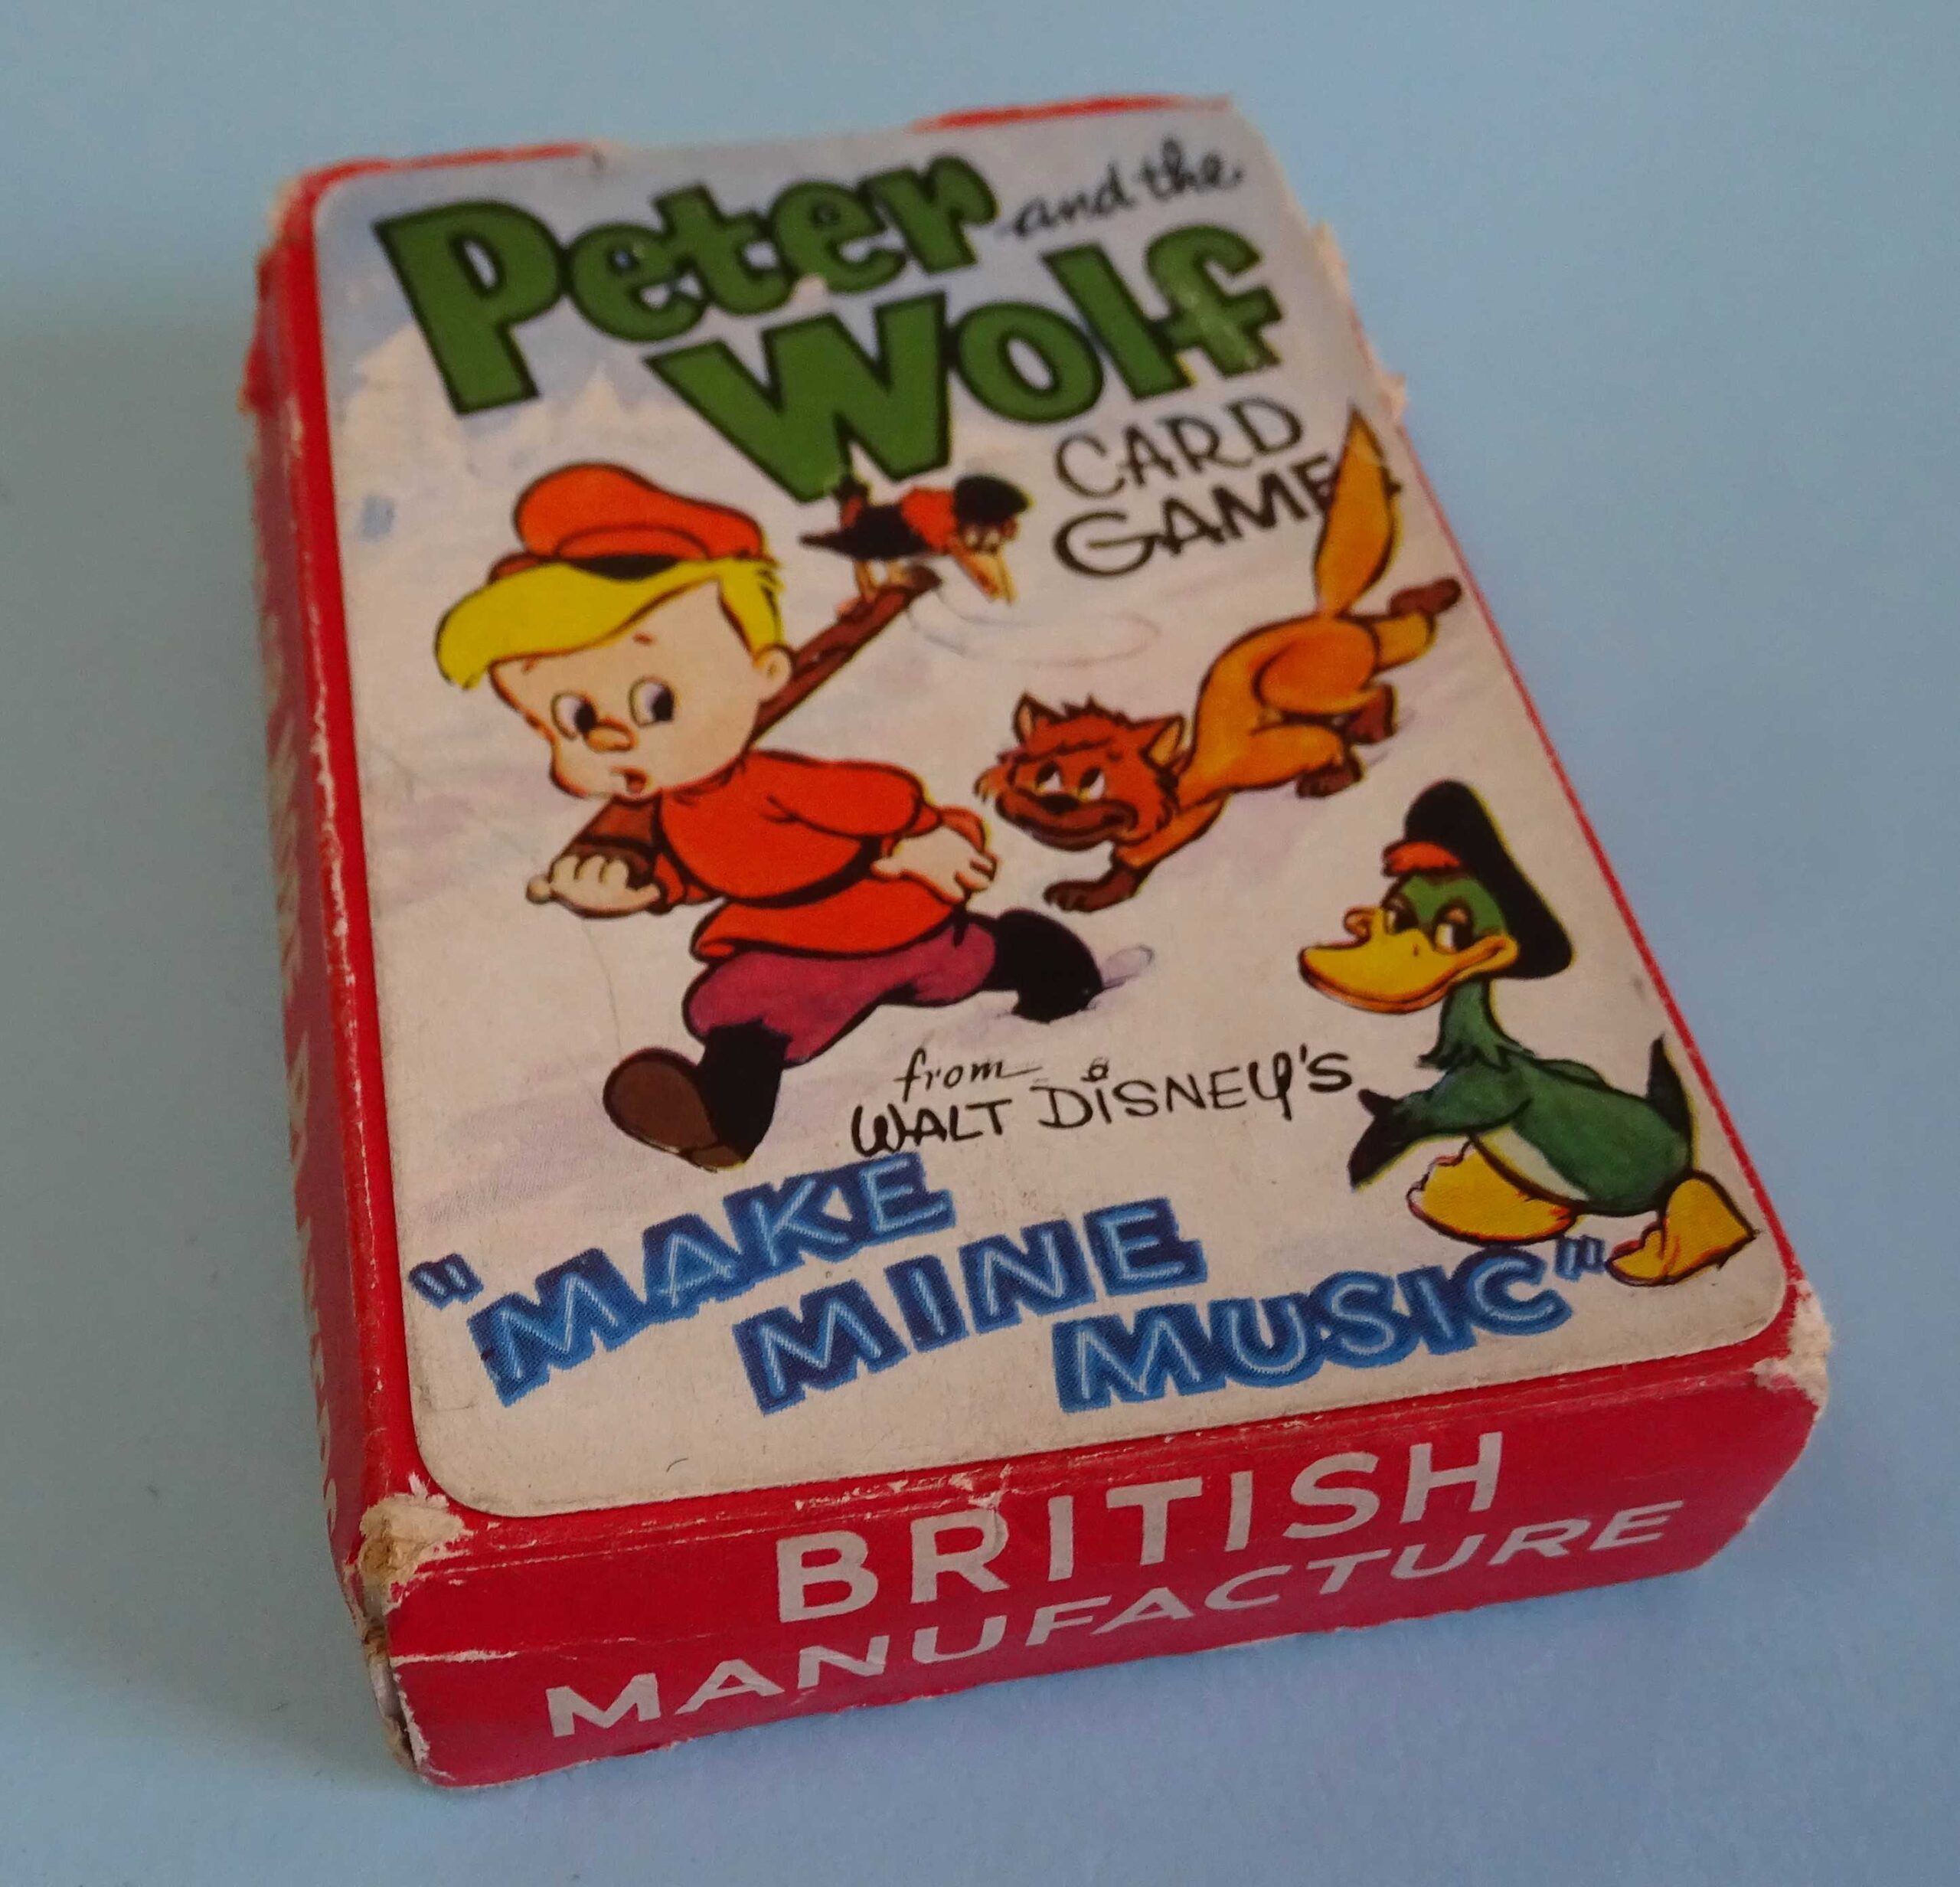 Peter and the
Wolf
CARD
GAME
from
WALT DISNEY'S
"MAKE
MINE
MUSIC"
BRITISH
MANUFACTURE